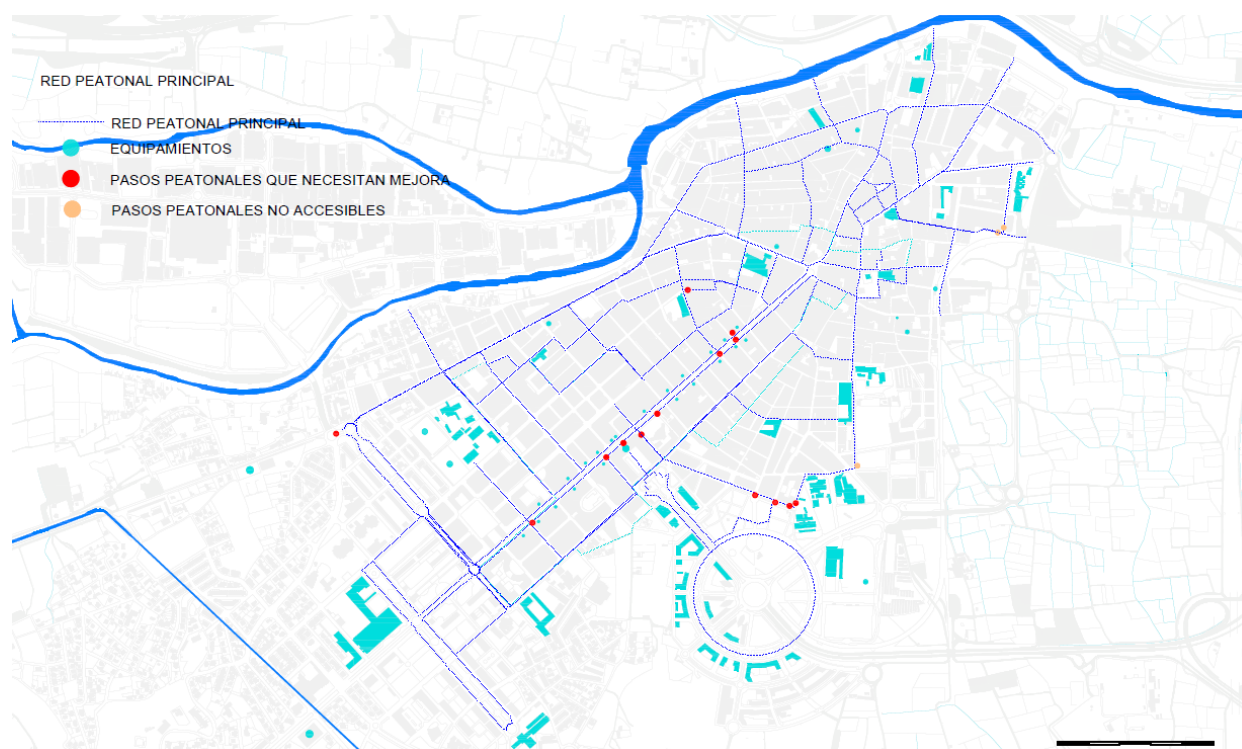 RED PEATONAL PRINCIPAL
RED PEATONAL PRINCIPAL
EQUIPAMIENTOS
PASOS PEATONALES QUE NECESITAN MEJORA
PASOS PEATONALES NO ACCESIBLES